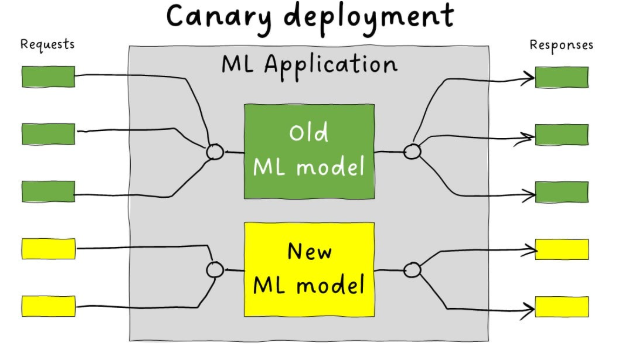 Canary deployment
Requests
Responses
ML Application
Old
ML model
New
ML model